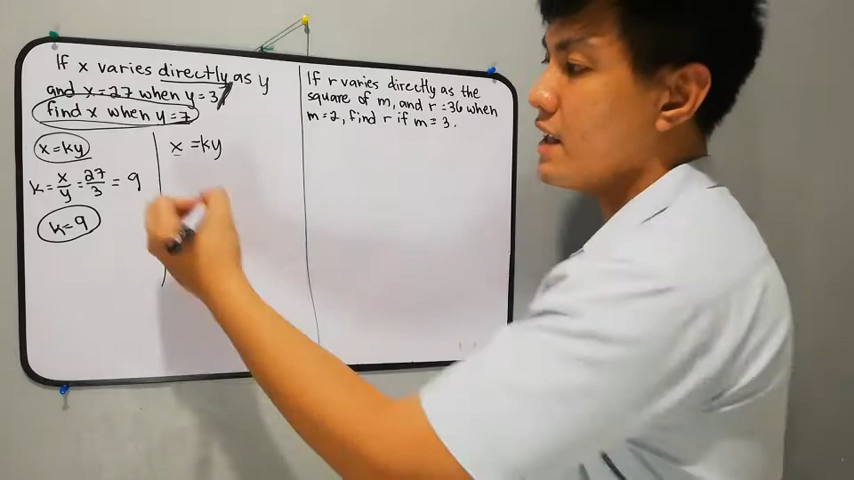 If x varies directly as y
and x=27 when y=3
find x when y=7
x=ky
k=x/y=27/3=9
k=9
x=ky
If r varies directly as the
square of m, and r=36 when
m=2, find r if m=3.